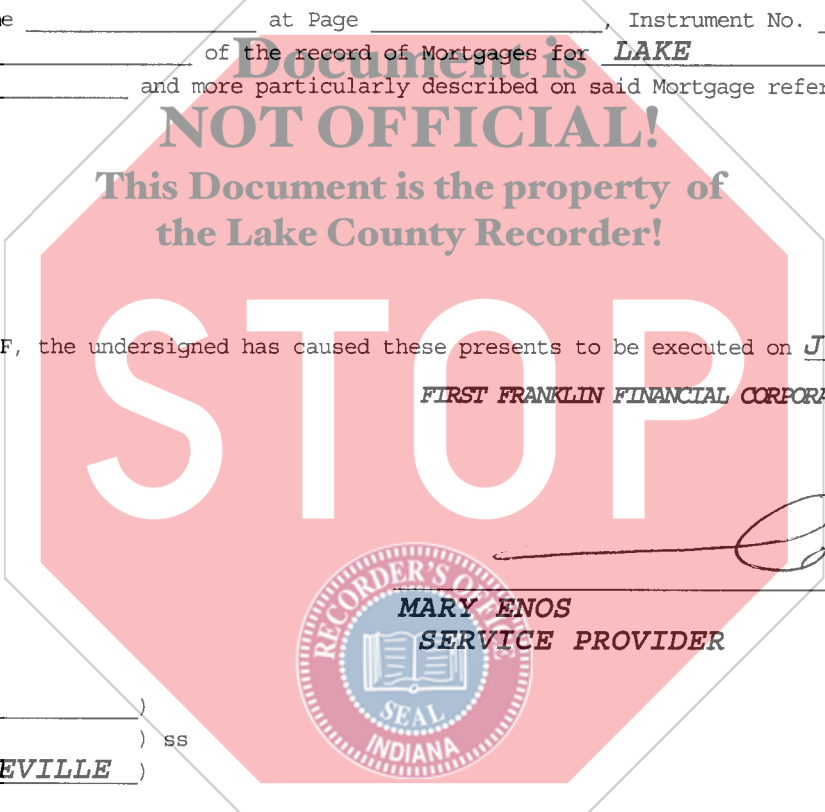 at Page , Instrument No.
of the record of Mortgages for LAKE
and more particularly described on said Mortgage refer
Document is
NOT OFFICIAL!
This Document is the property of
the Lake County Recorder!
STOP
F, the undersigned has caused these presents to be executed on J
FIRST FRANKLIN FINANCIAL CORPORA
MARY ENOS
SERVICE PROVIDER
RECORDER'S OFFICE
SEAL
INDIANA
)
) ss
EVILLE )